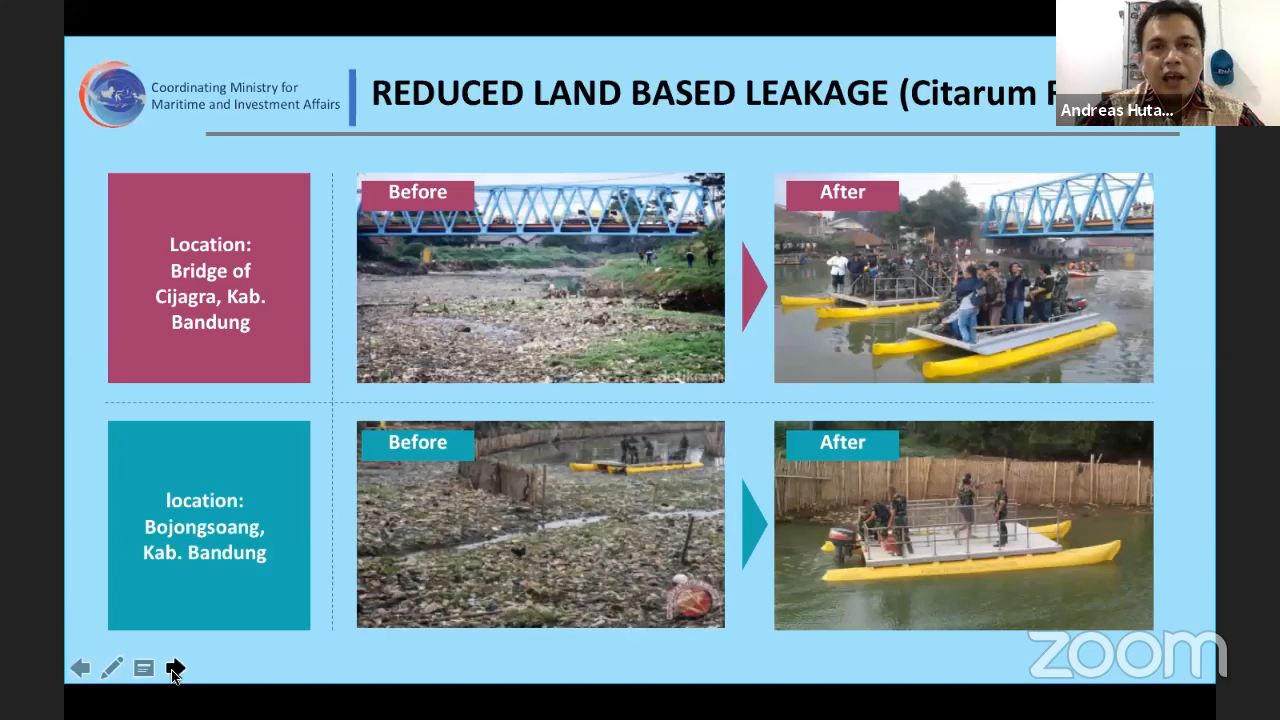 Coordinating Ministry for
Maritime and Investment Affairs
REDUCED LAND BASED LEAKAGE (Citarum
Andreas Huta...
Location:
Bridge of
Cijagra, Kab.
Bandung
Before
After
location:
Bojongsoang,
Kab. Bandung
Before
After
zoom